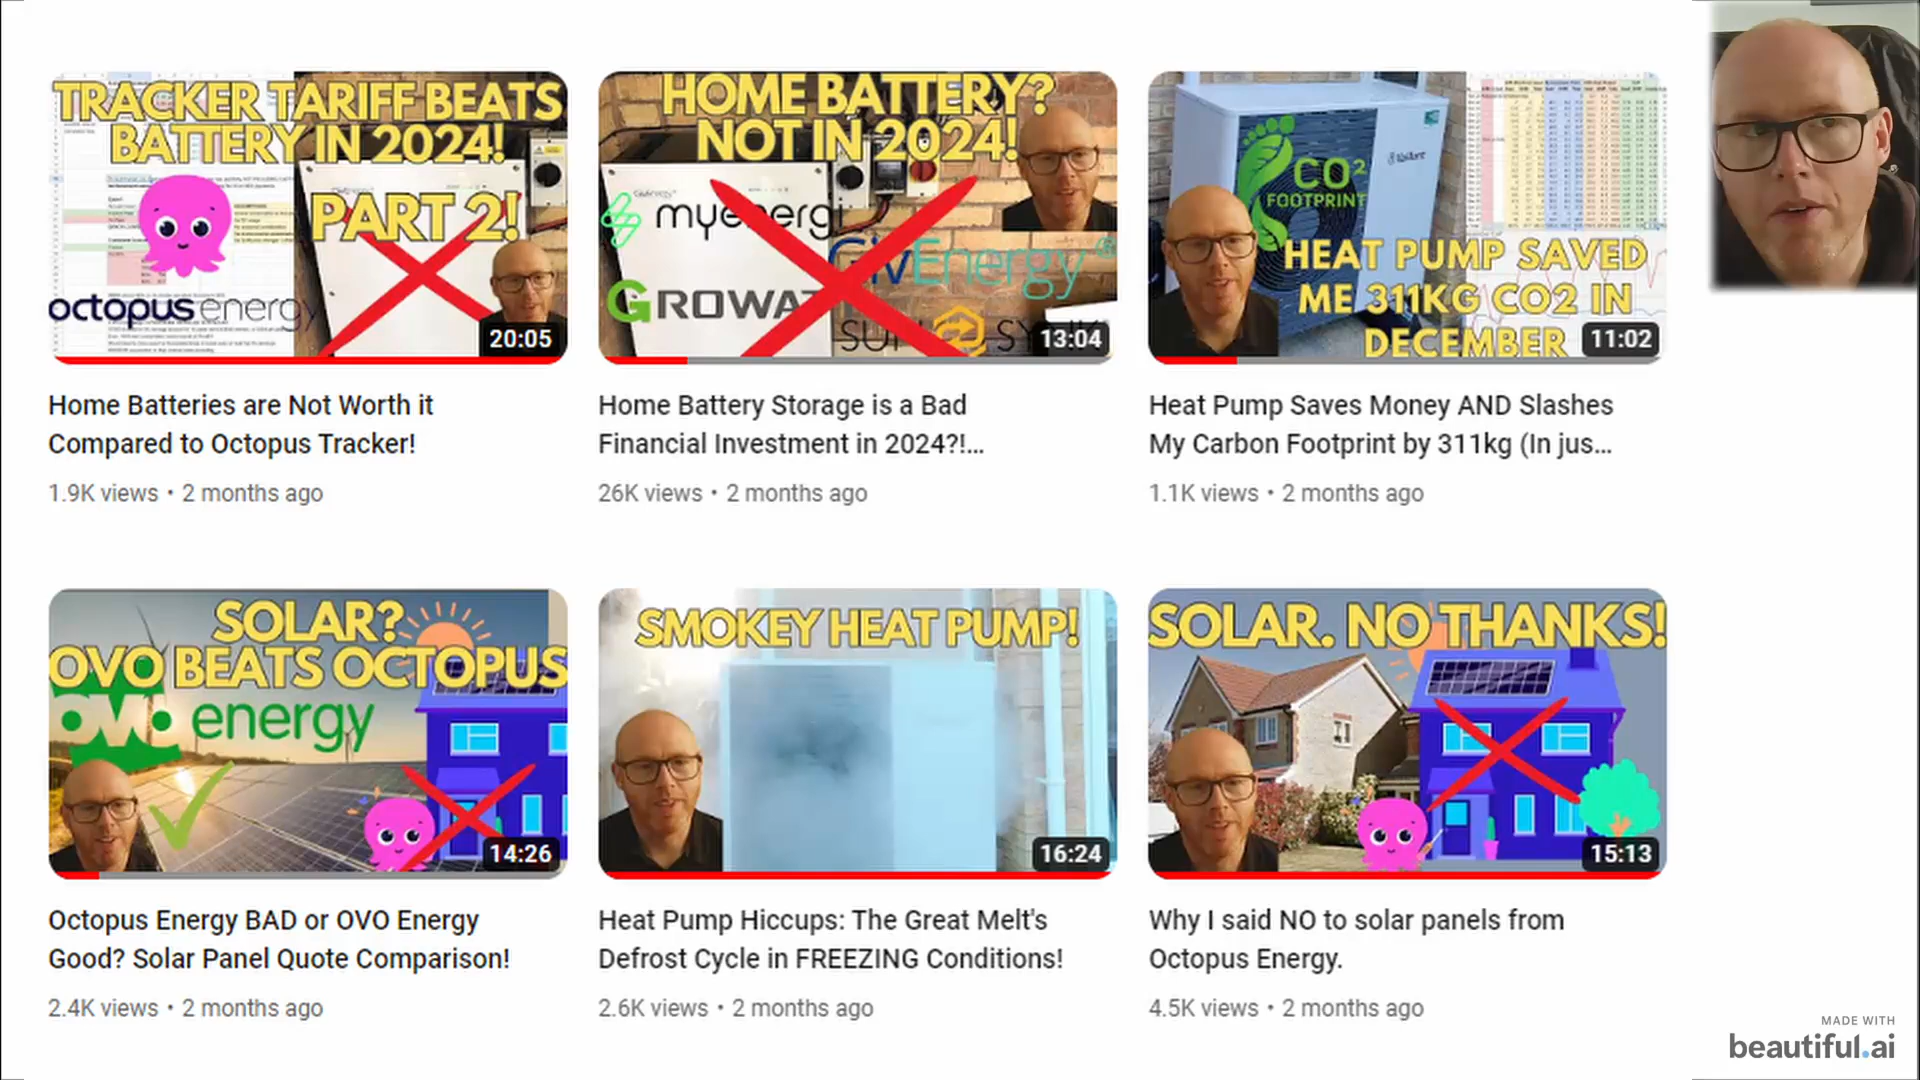 TRACKER TARIFF BEATS
BATTERY IN 2024!
PART 2!
octopusenergy
20:05
Home Batteries are Not Worth it
Compared to Octopus Tracker!
1.9K views • 2 months ago
HOME BATTERY?
NOT IN 2024!
myenergi
GivEnergy
GROWA
SUN SYNK
13:04
Home Battery Storage is a Bad
Financial Investment in 2024?!...
26K views • 2 months ago
Vaillant
CO2
FOOTPRINT
HEAT PUMP SAVED
ME 311KG CO2 IN
DECEMBER
11:02
Heat Pump Saves Money AND Slashes
My Carbon Footprint by 311kg (In jus...
1.1K views • 2 months ago
SOLAR?
OVO BEATS OCTOPUS
OVO energy
14:26
Octopus Energy BAD or OVO Energy
Good? Solar Panel Quote Comparison!
2.4K views • 2 months ago
SMOKEY HEAT PUMP!
16:24
Heat Pump Hiccups: The Great Melt's
Defrost Cycle in FREEZING Conditions!
2.6K views • 2 months ago
SOLAR. NO THANKS!
15:13
Why I said NO to solar panels from
Octopus Energy.
4.5K views • 2 months ago
MADE WITH
beautiful.ai